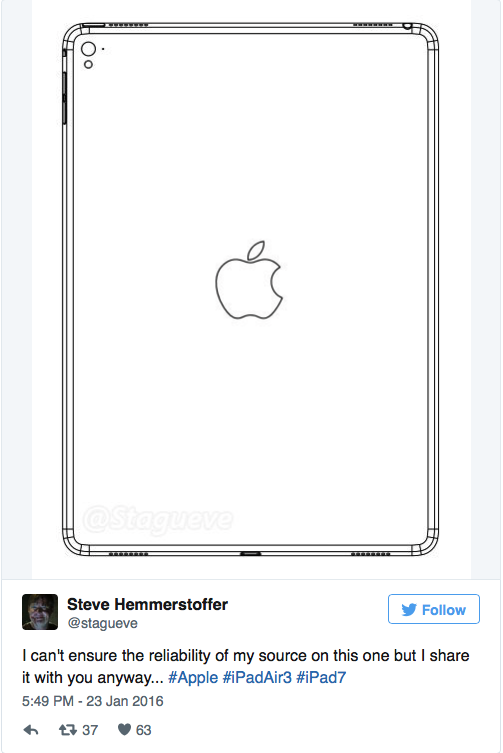 @Stagueve
Steve Hemmerstoffer
@stagueve
Follow
I can't ensure the reliability of my source on this one but I share
it with you anyway... #Apple #iPadAir3 #iPad7
5:49 PM - 23 Jan 2016
37
63